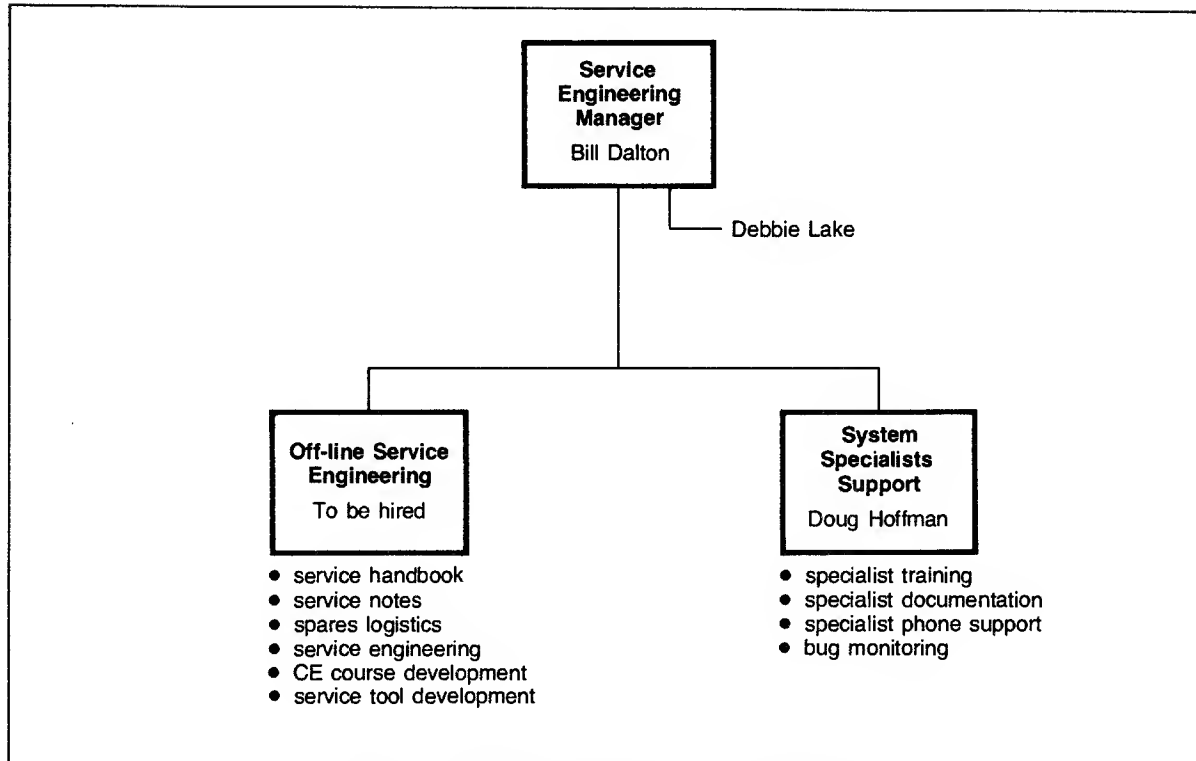 Service
Engineering
Manager
Bill Dalton
Debbie Lake
Off-line Service
Engineering
To be hired
● service handbook
● service notes
● spares logistics
● service engineering
● CE course development
● service tool development
System
Specialists
Support
Doug Hoffman
● specialist training
● specialist documentation
● specialist phone support
● bug monitoring